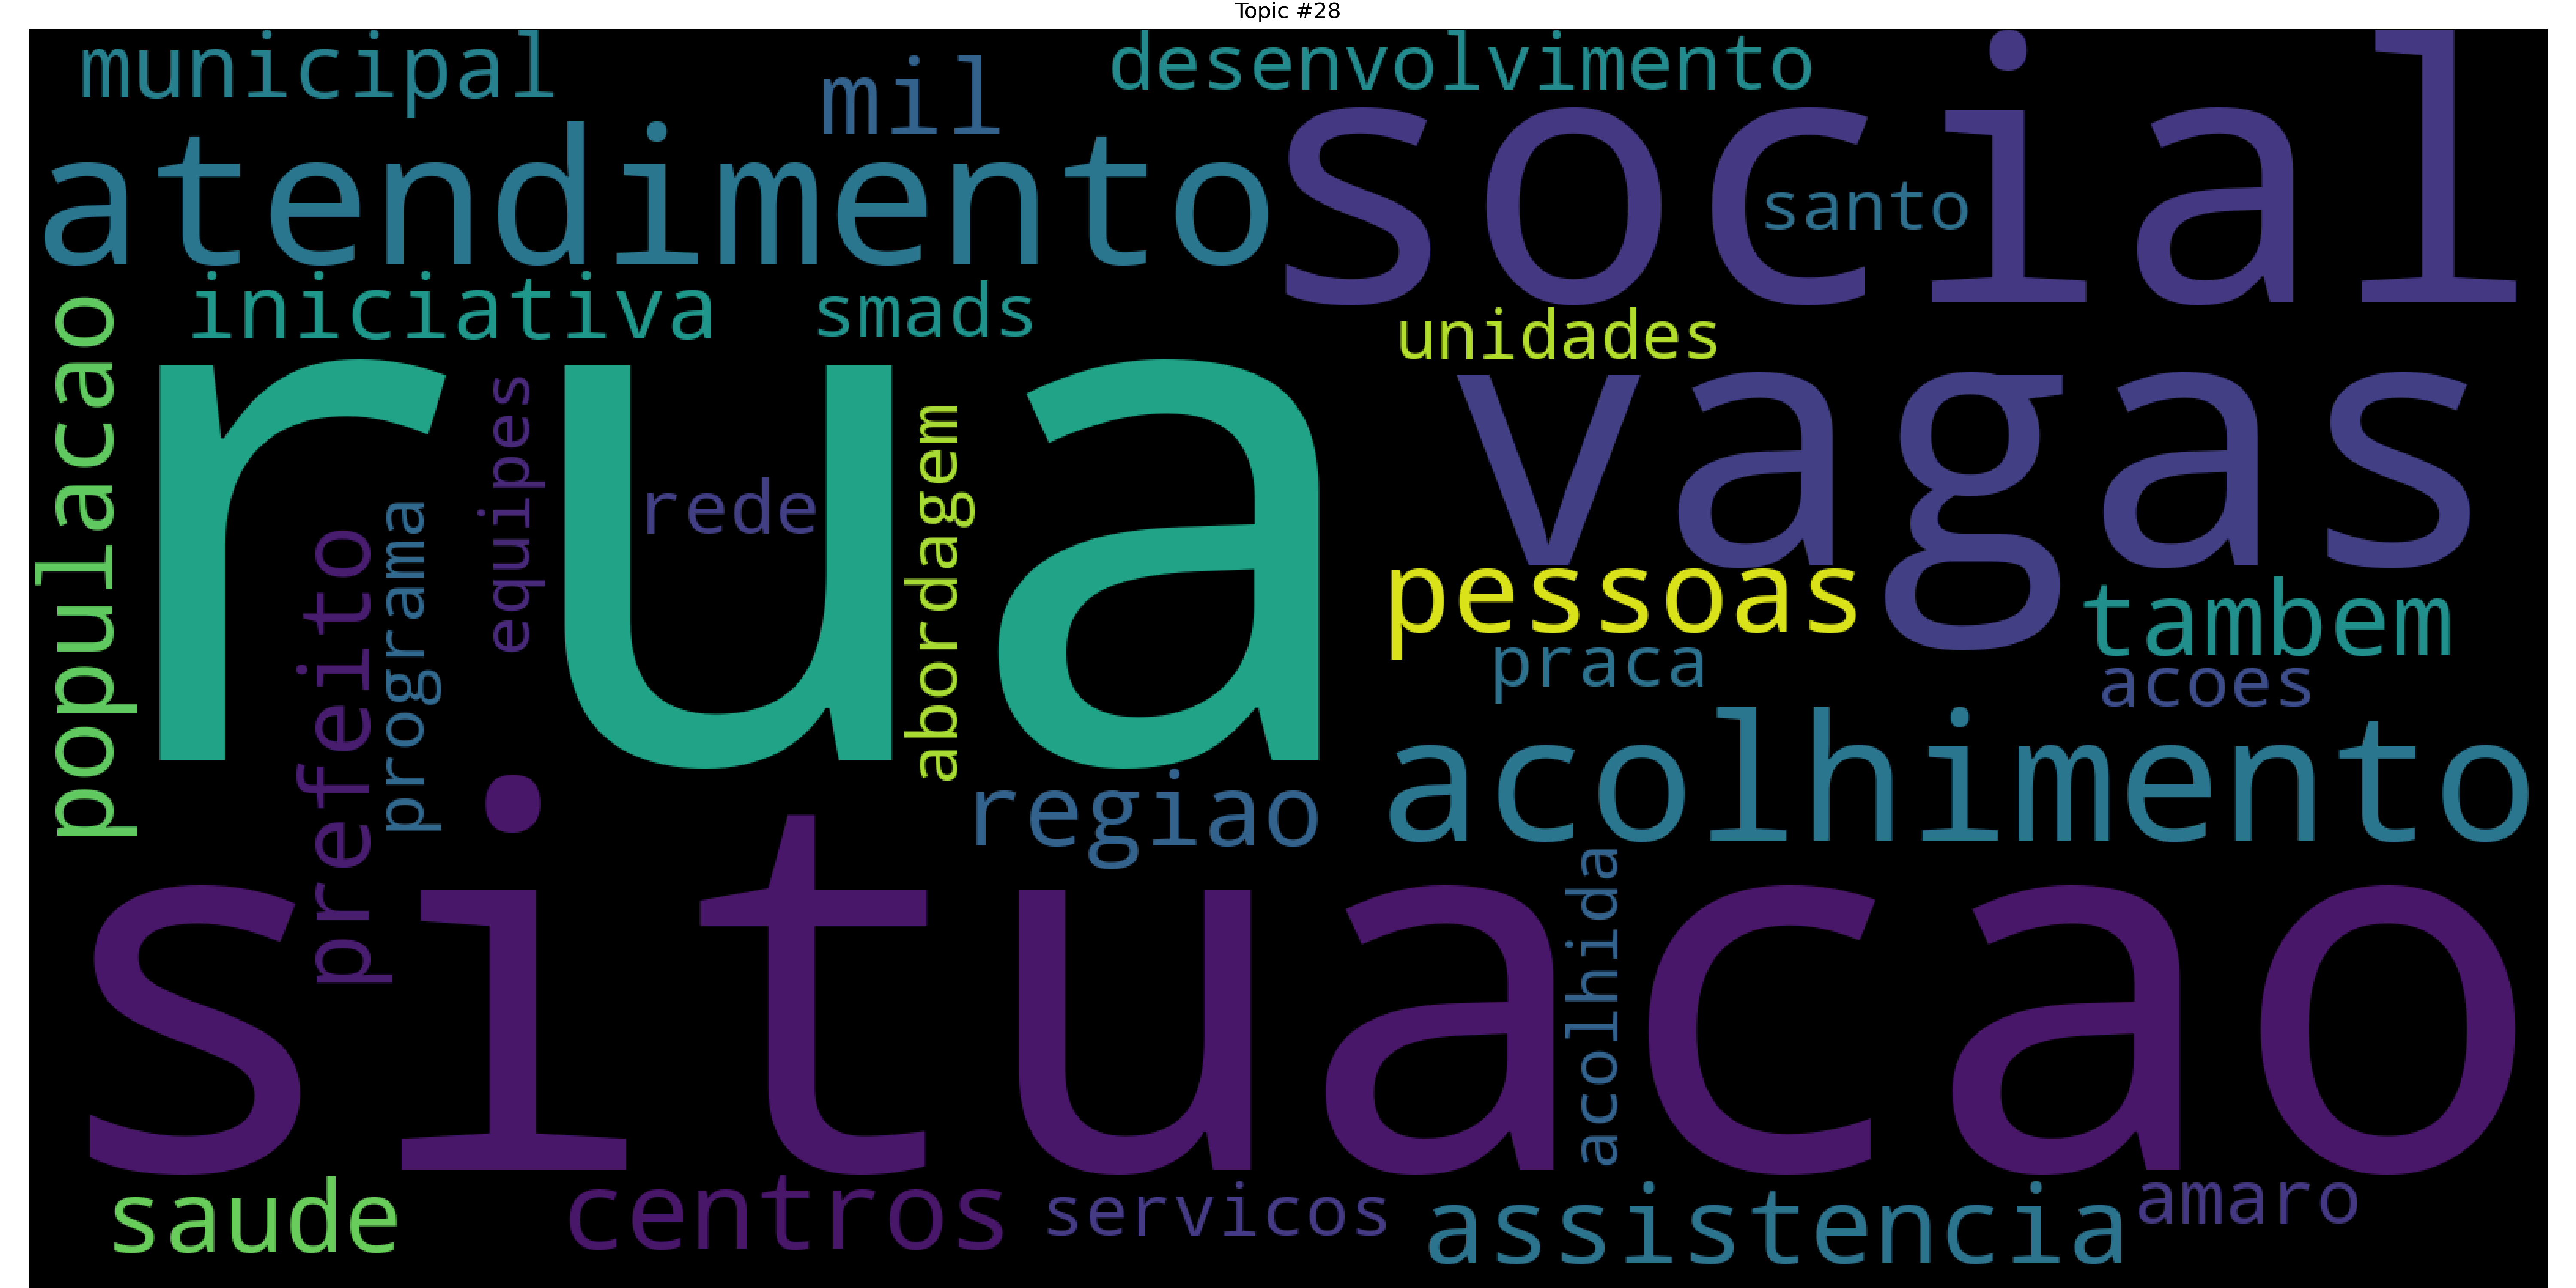 Topic #28
municipal
mil
desenvolvimento
atendimento
social
santo
iniciativa
smads
unidades
populacao
rua
vagas
equipes
rede
abordagem
prefeito
programa
pessoas
tambem
praca
acoes
regiao
acolhimento
situacao
acolhida
saude
centros
servicos
assistencia
amaro